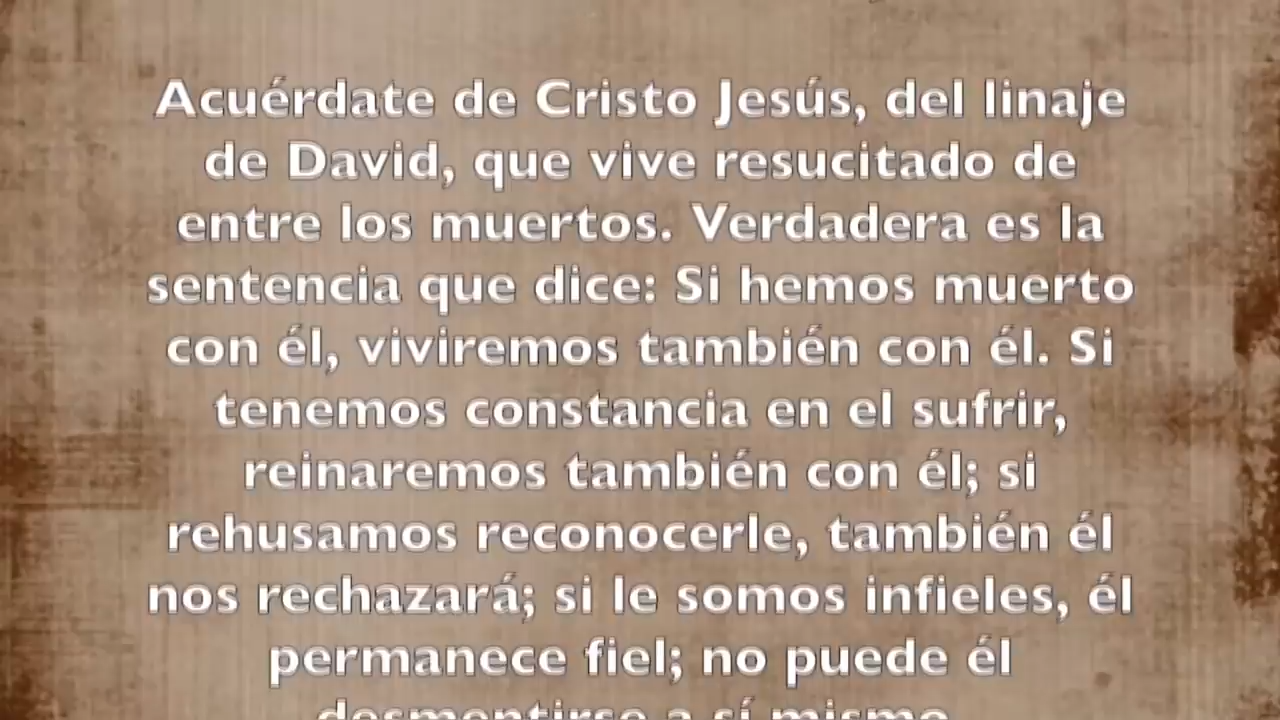 Acuérdate de Cristo Jesús, del linaje
de David, que vive resucitado de
entre los muertos. Verdadera es la
sentencia que dice: Si hemos muerto
con él, viviremos también con él. Si
tenemos constancia en el sufrir,
reinaremos también con él; si
rehusamos reconocerle, también él
nos rechazará; si le somos infieles, él
permanece fiel; no puede él
desmentirse a sí mismo.